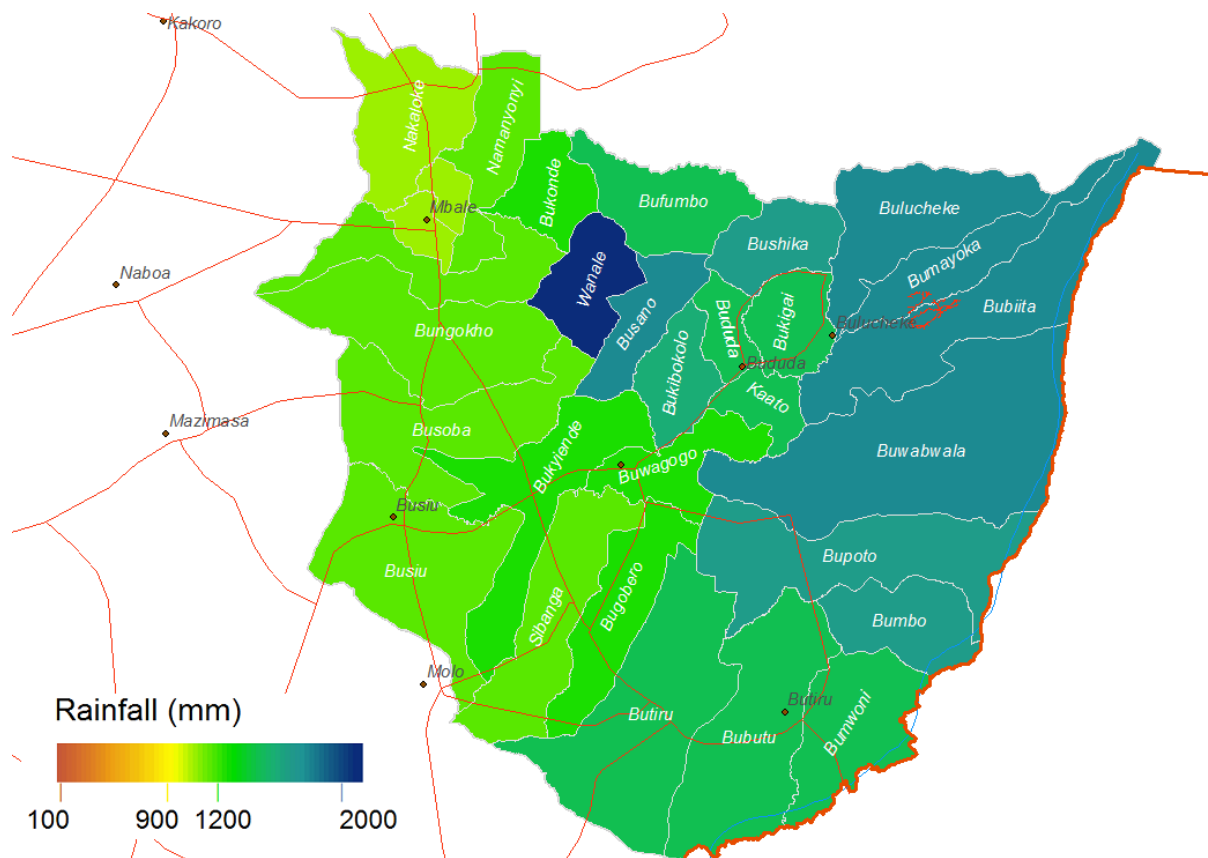 Kakoro
Nakaloke
Namanyonyi
Bukonde
Bufumbo
Mbale
Bulucheke
Bushika
Bumayoka
Naboa
Wanale
Busano
Bududa
Bukigai
Bubiita
Bungokho
Bulucheke
Bukibokolo
Bududa
Kaato
Mazimasa
Busoba
Bukyiende
Buwagogo
Buwabwala
Busiu
Bupoto
Busiu
Sibanga
Bugobero
Bumbo
Molo
Butiru
Butiru
Bubutu
Bumwoni
Rainfall (mm)
100 900 1200 2000